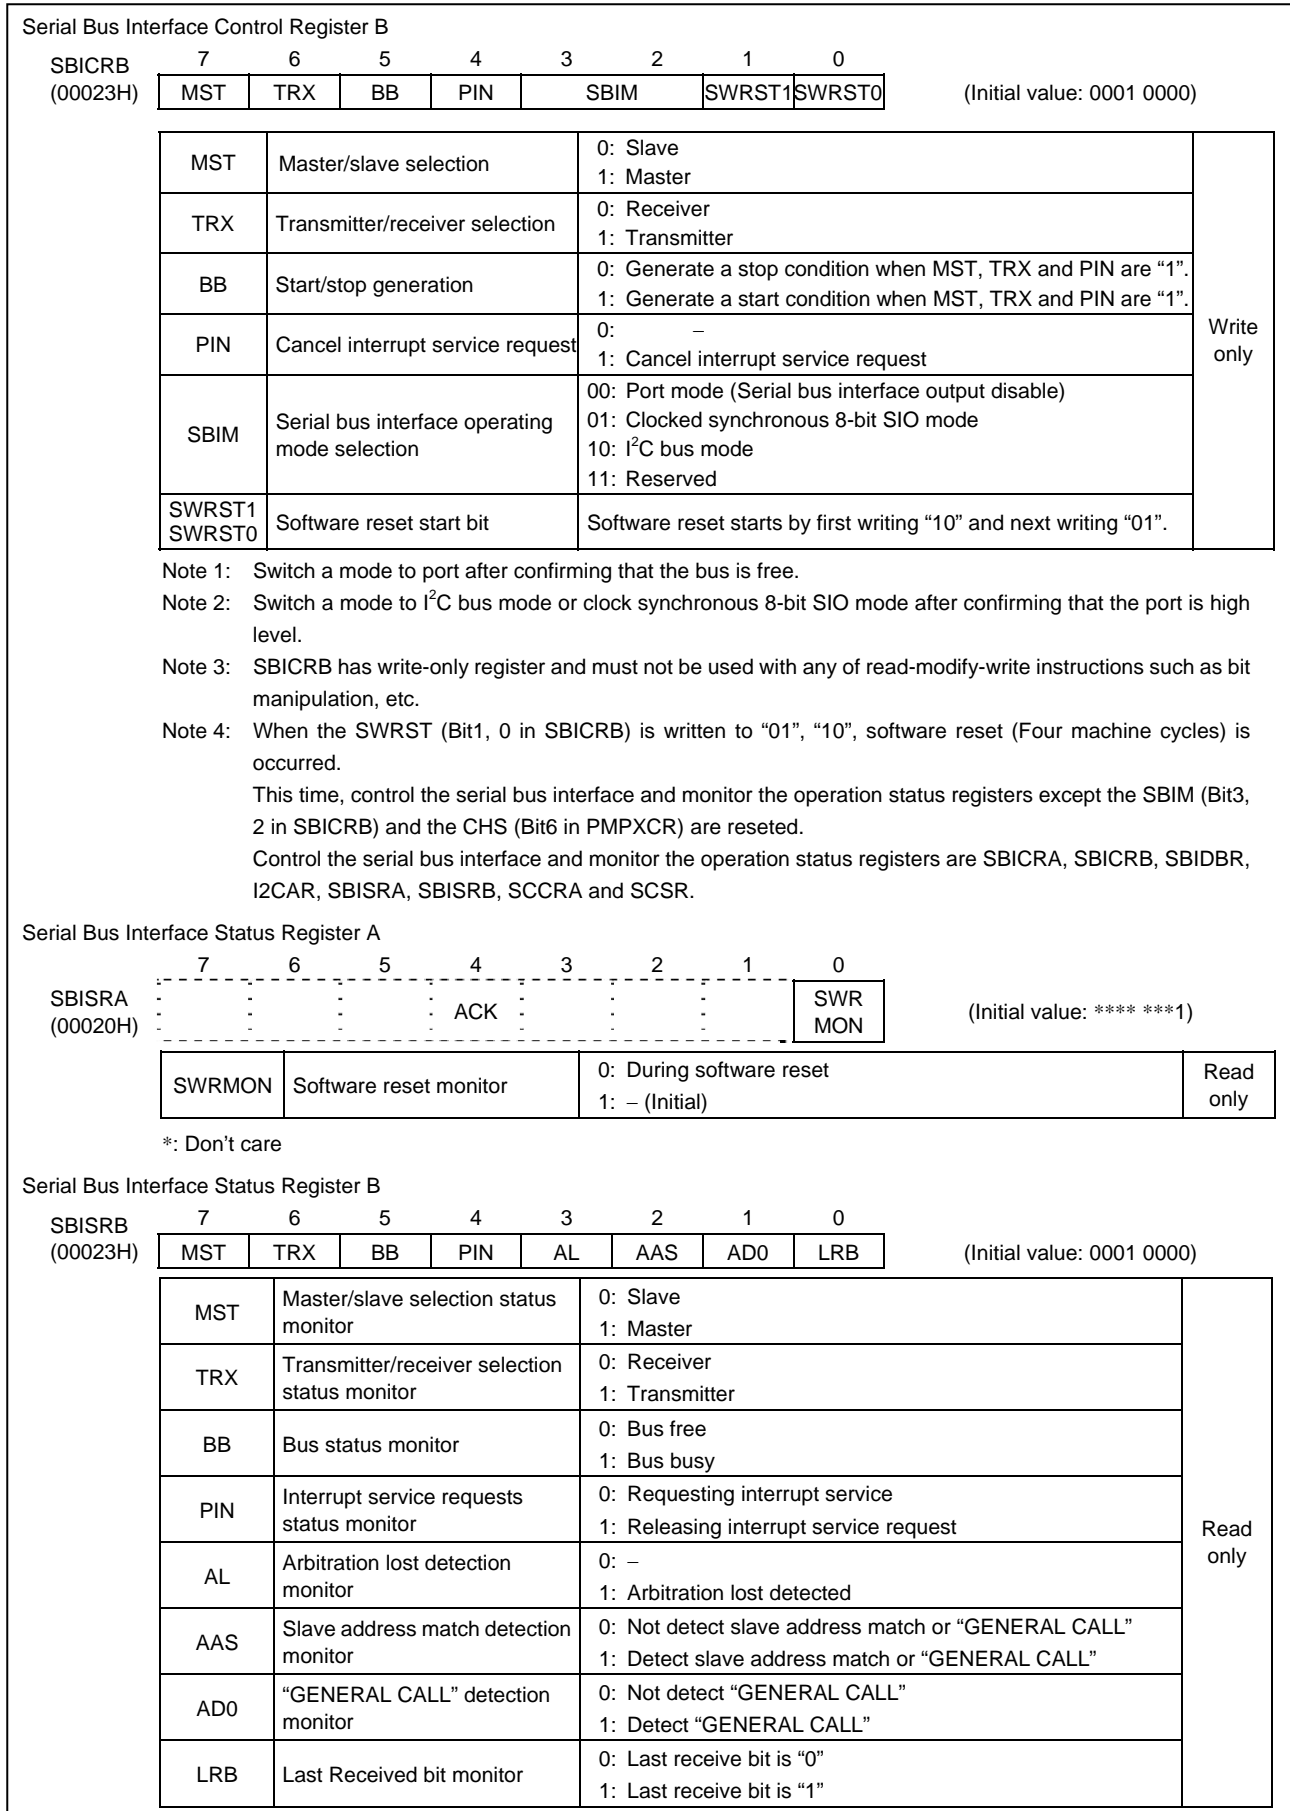 Serial Bus Interface Control Register B
SBICRB
(00023H)
7 6 5 4 3 2 1 0
MST TRX BB PIN SBIM SWRST1 SWRST0
(Initial value: 0001 0000)
MST Master/slave selection
0: Slave
1: Master
TRX Transmitter/receiver selection
0: Receiver
1: Transmitter
BB Start/stop generation
0: Generate a stop condition when MST, TRX and PIN are “1”.
1: Generate a start condition when MST, TRX and PIN are “1”.
PIN Cancel interrupt service request
0: –
1: Cancel interrupt service request
SBIM
Serial bus interface operating
mode selection
00: Port mode (Serial bus interface output disable)
01: Clocked synchronous 8-bit SIO mode
10: I²C bus mode
11: Reserved
SWRST1
SWRST0
Software reset start bit
Software reset starts by first writing “10” and next writing “01”.
Write
only
Note 1: Switch a mode to port after confirming that the bus is free.
Note 2: Switch a mode to I²C bus mode or clock synchronous 8-bit SIO mode after confirming that the port is high
level.
Note 3: SBICRB has write-only register and must not be used with any of read-modify-write instructions such as bit
manipulation, etc.
Note 4: When the SWRST (Bit1, 0 in SBICRB) is written to “01”, “10”, software reset (Four machine cycles) is
occurred.
This time, control the serial bus interface and monitor the operation status registers except the SBIM (Bit3,
2 in SBICRB) and the CHS (Bit6 in PMPXCR) are reseted.
Control the serial bus interface and monitor the operation status registers are SBICRA, SBICRB, SBIDBR,
I2CAR, SBISRA, SBISRB, SCCRA and SCSR.
Serial Bus Interface Status Register A
7 6 5 4 3 2 1 0
SBISRA
(00020H)
ACK
SWR
MON
(Initial value: **** ***1)
SWRMON Software reset monitor
0: During software reset
1: – (Initial)
Read
only
*: Don’t care
Serial Bus Interface Status Register B
SBISRB
(00023H)
7 6 5 4 3 2 1 0
MST TRX BB PIN AL AAS AD0 LRB
(Initial value: 0001 0000)
MST
Master/slave selection status
monitor
0: Slave
1: Master
TRX
Transmitter/receiver selection
status monitor
0: Receiver
1: Transmitter
BB Bus status monitor
0: Bus free
1: Bus busy
PIN
Interrupt service requests
status monitor
0: Requesting interrupt service
1: Releasing interrupt service request
AL
Arbitration lost detection
monitor
0: –
1: Arbitration lost detected
AAS
Slave address match detection
monitor
0: Not detect slave address match or “GENERAL CALL”
1: Detect slave address match or “GENERAL CALL”
AD0
“GENERAL CALL” detection
monitor
0: Not detect “GENERAL CALL”
1: Detect “GENERAL CALL”
LRB Last Received bit monitor
0: Last receive bit is “0”
1: Last receive bit is “1”
Read
only